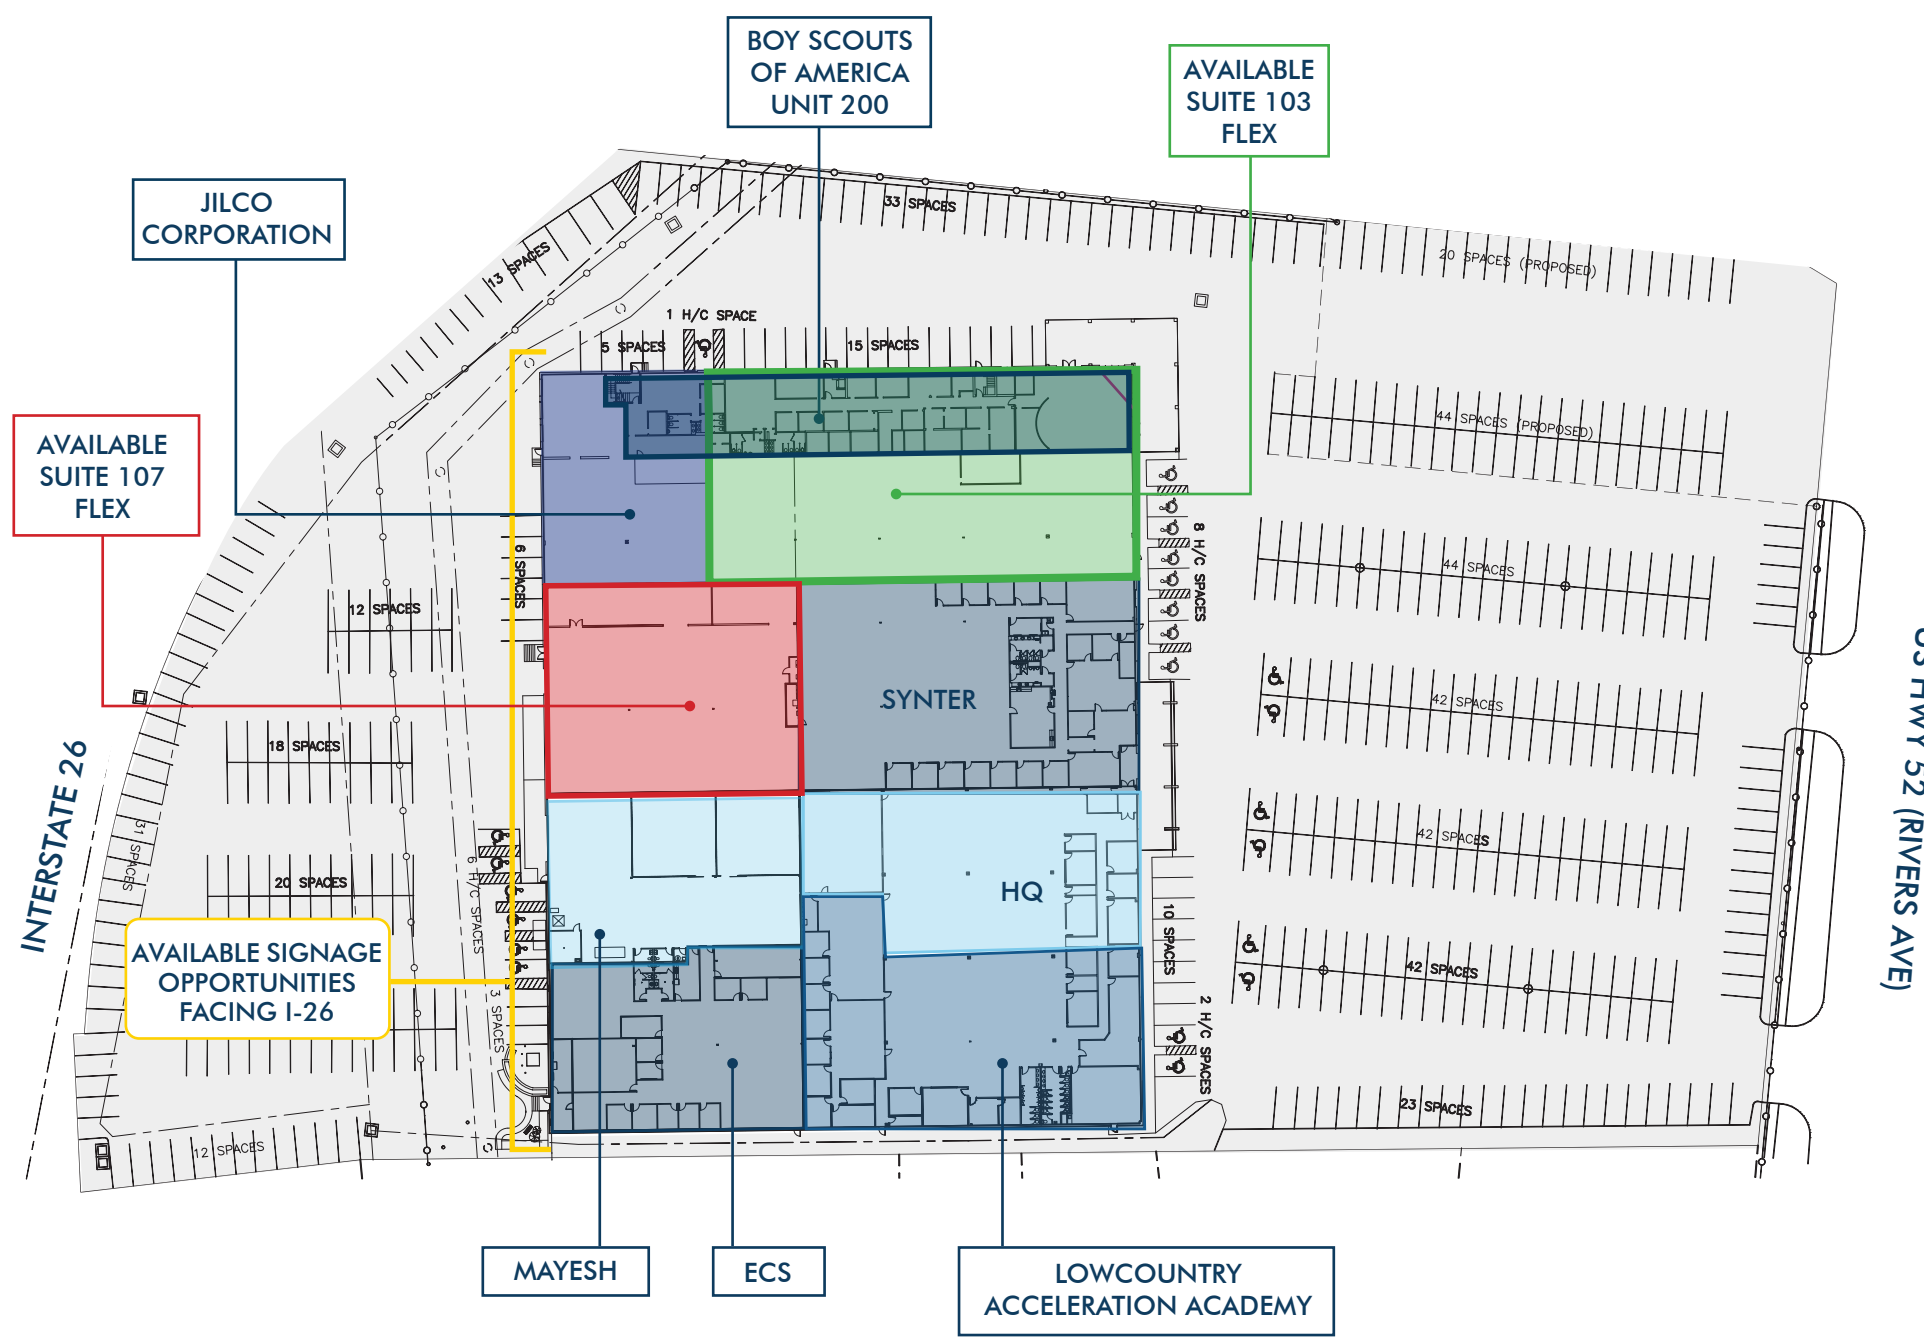 BOY SCOUTS
OF AMERICA
UNIT 200
AVAILABLE
SUITE 103
FLEX
JILCO
CORPORATION
33 SPACES
13 SPACES
20 SPACES (PROPOSED)
1 H/C SPACE
5 SPACES
15 SPACES
AVAILABLE
SUITE 107
FLEX
44 SPACES (PROPOSED)
6 SPACES
8 H/C SPACES
44 SPACES
12 SPACES
SYNTER
42 SPACES
18 SPACES
INTERSTATE 26
US HWY 52 (RIVERS AVE)
31 SPACES
42 SPACES
6 H/C SPACES
20 SPACES
HQ
10 SPACES
AVAILABLE SIGNAGE
OPPORTUNITIES
FACING I-26
42 SPACES
3 SPACES
2 H/C SPACES
23 SPACES
12 SPACES
MAYESH
ECS
LOWCOUNTRY
ACCELERATION ACADEMY